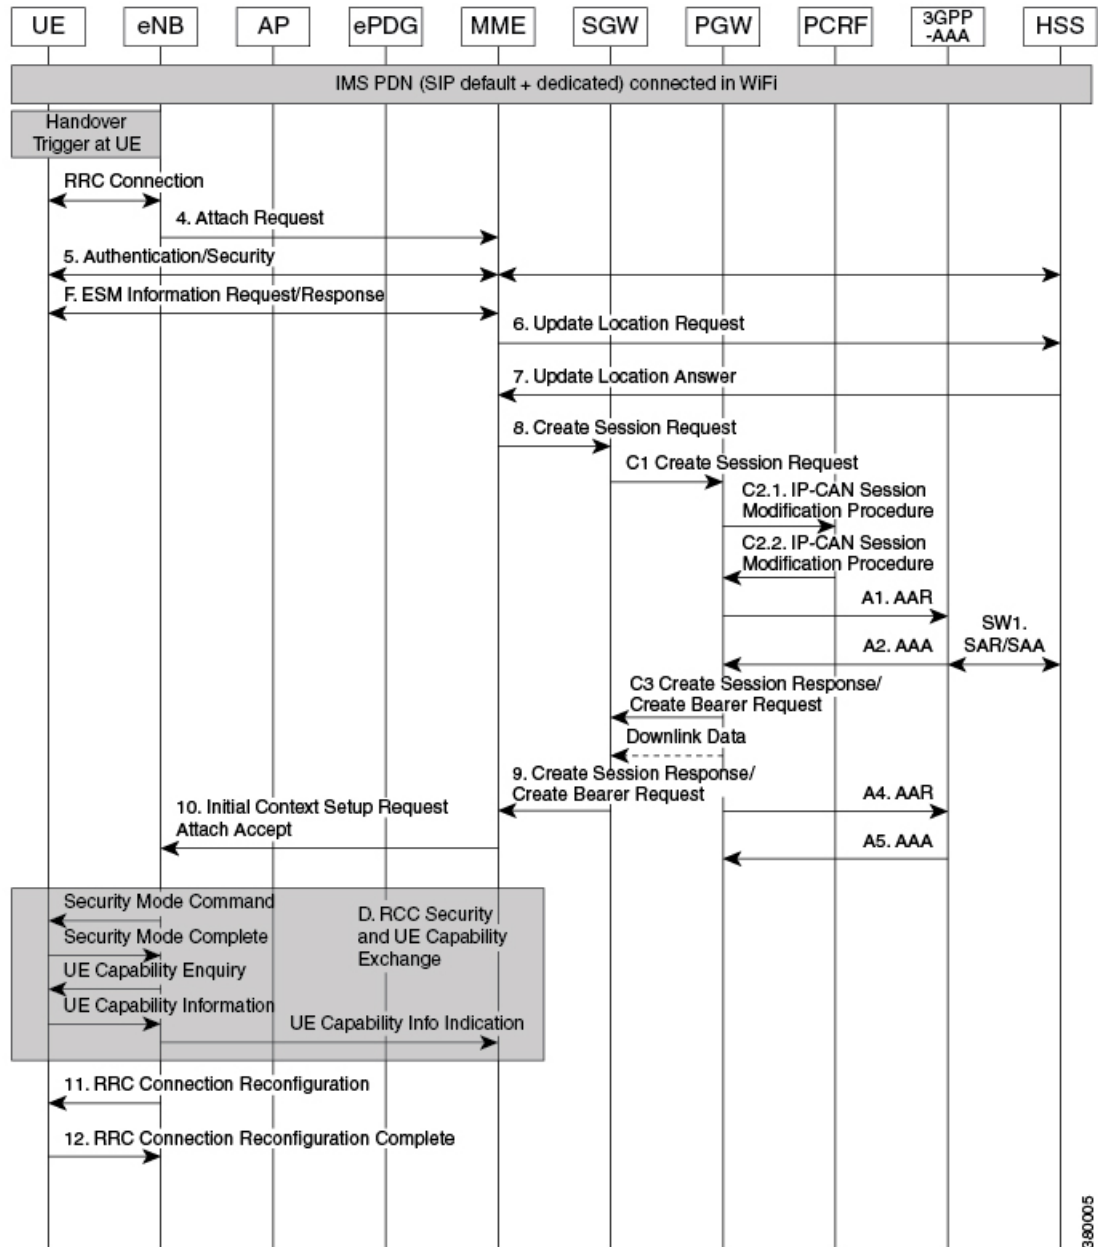 UE eNB AP ePDG MME SGW PGW PCRF 3GPP HSS
-AAA
IMS PDN (SIP default + dedicated) connected in WiFi
Handover
Trigger at UE
RRC Connection
4. Attach Request
5. Authentication/Security
F. ESM Information Request/Response
6. Update Location Request
7. Update Location Answer
8. Create Session Request
C1 Create Session Request
C2.1. IP-CAN Session
Modification Procedure
C2.2. IP-CAN Session
Modification Procedure
A1. AAR
SW1.
SAR/SAA
A2. AAA
C3 Create Session Response/
Create Bearer Request
Downlink Data
9. Create Session Response/
Create Bearer Request
A4. AAR
10. Initial Context Setup Request
Attach Accept
A5. AAA
Security Mode Command
Security Mode Complete
UE Capability Enquiry
UE Capability Information
D. RCC Security
and UE Capability
Exchange
UE Capability Info Indication
11. RRC Connection Reconfiguration
12. RRC Connection Reconfiguration Complete
380005